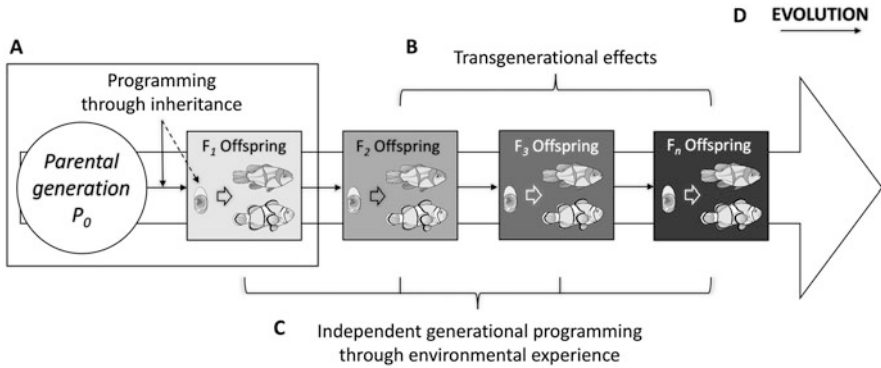 A
Programming
through inheritance
Parental
generation
P0
F1 Offspring
B
Transgenerational effects
F2 Offspring
F3 Offspring
Fn Offspring
C
Independent generational programming
through environmental experience
D
EVOLUTION